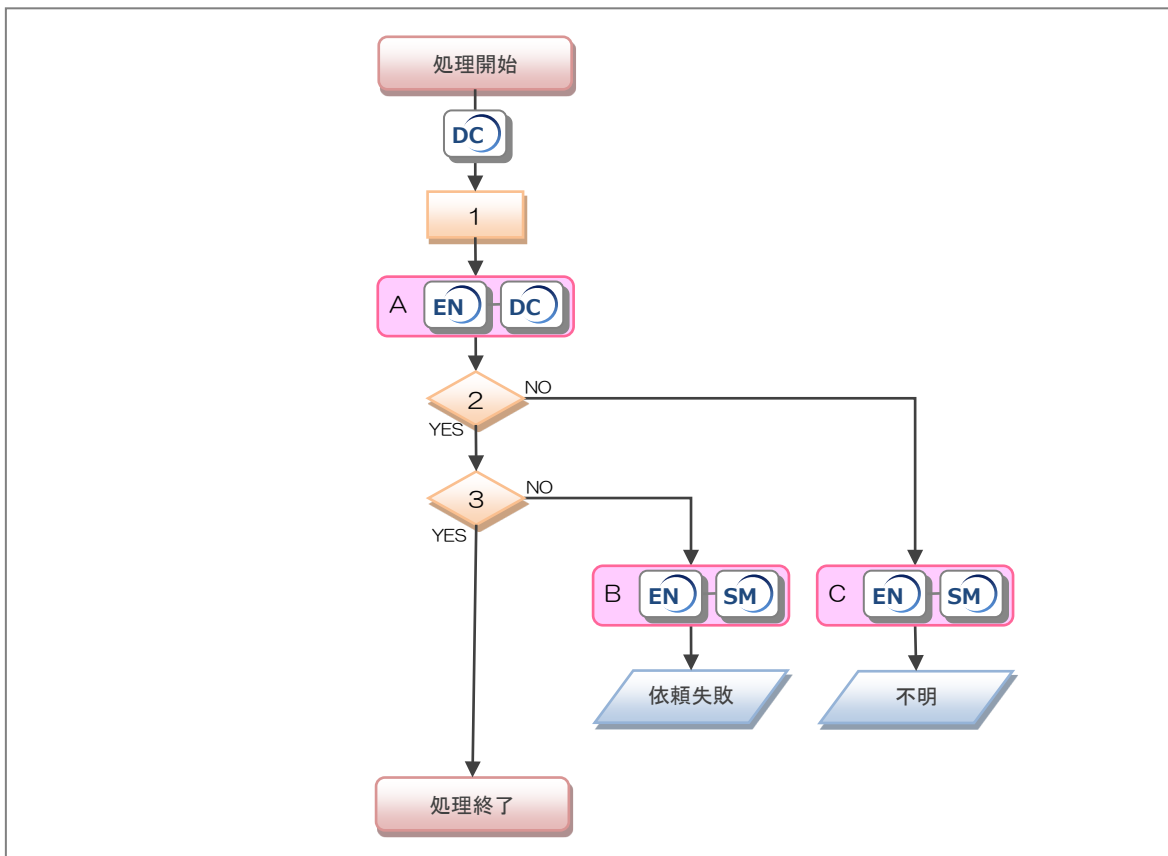 処理開始
DC
1
A EN DC
2
NO
YES
3
NO
YES
B EN SM
C EN SM
依頼失敗
不明
処理終了